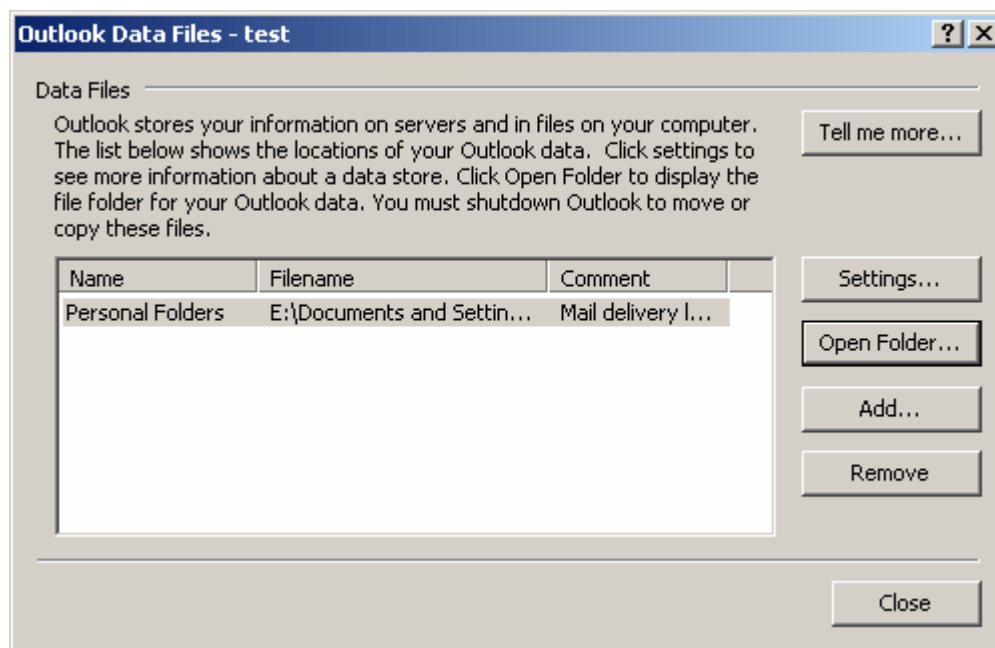 Outlook Data Files - test
Data Files
Outlook stores your information on servers and in files on your computer.
The list below shows the locations of your Outlook data.  Click settings to
see more information about a data store. Click Open Folder to display the
file folder for your Outlook data. You must shutdown Outlook to move or
copy these files.
Tell me more...
Name Filename Comment
Personal Folders E:\Documents and Settin... Mail delivery l...
Settings...
Open Folder...
Add...
Remove
Close